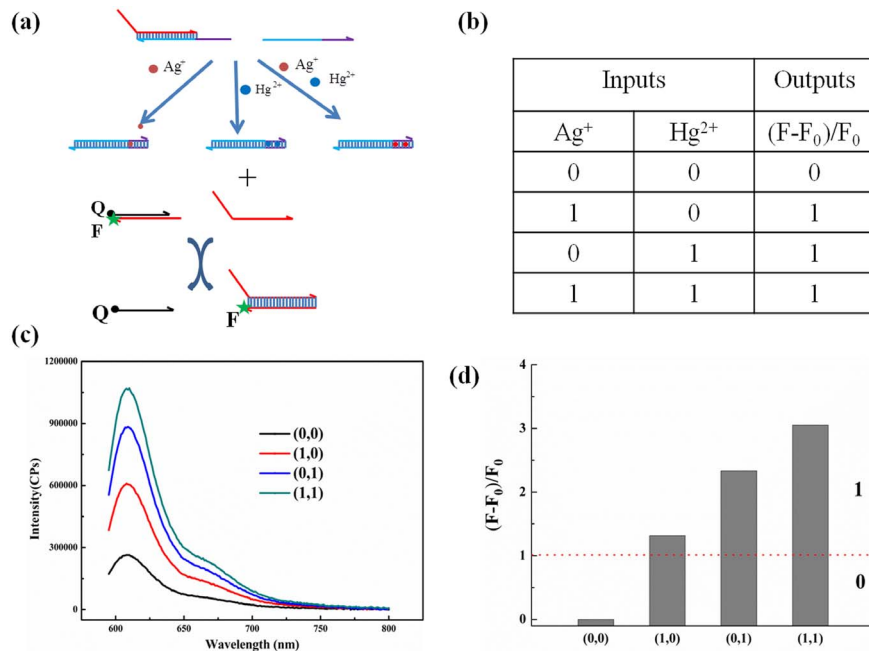 (a)
Ag⁺
Hg²⁺
Ag⁺
Hg²⁺
+
Q
F
Q
F
(b)
Inputs Outputs
Ag⁺ Hg²⁺ (F-F₀)/F₀
0 0 0
1 0 1
0 1 1
1 1 1
(c)
1200000
900000
600000
300000
0
Intensity(CPs)
(0,0)
(1,0)
(0,1)
(1,1)
600 650 700 750 800
Wavelength (nm)
(d)
4
3
2
1
0
(F-F₀)/F₀
1
0
(0,0) (1,0) (0,1) (1,1)